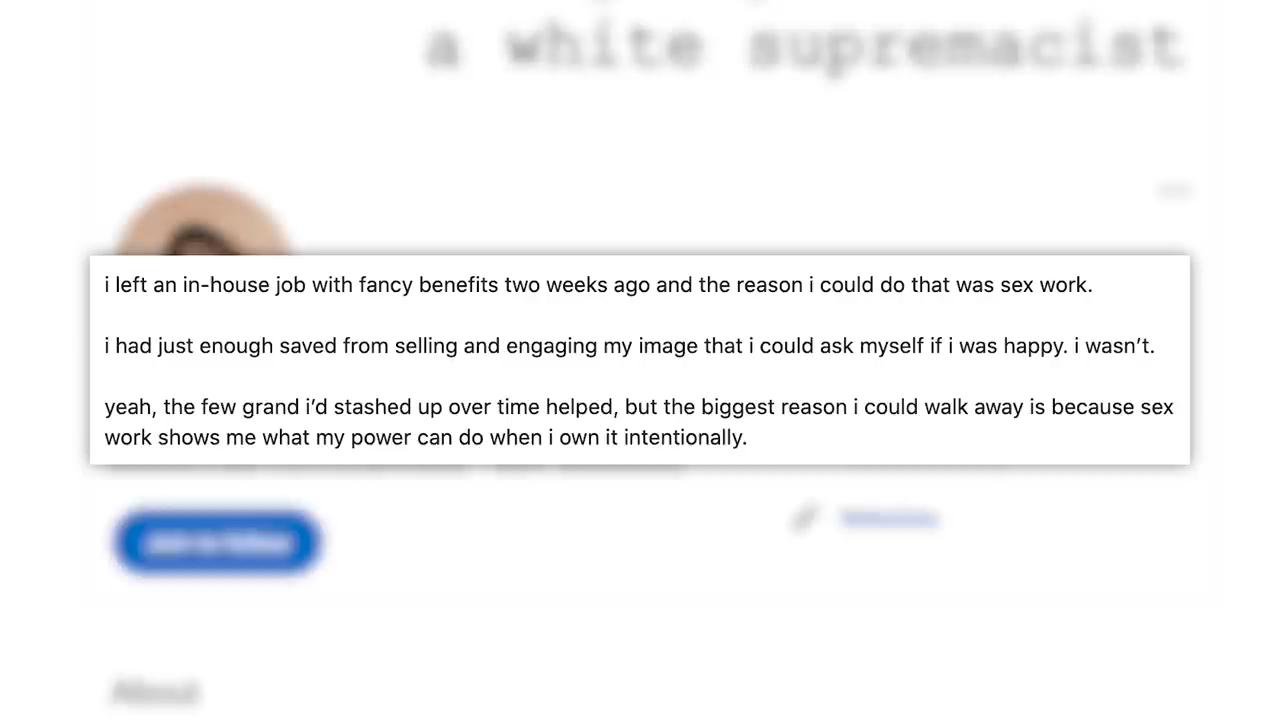 a white supremacist
i left an in-house job with fancy benefits two weeks ago and the reason i could do that was sex work.
i had just enough saved from selling and engaging my image that i could ask myself if i was happy. i wasn’t.
yeah, the few grand i’d stashed up over time helped, but the biggest reason i could walk away is because sex
work shows me what my power can do when i own it intentionally.
About